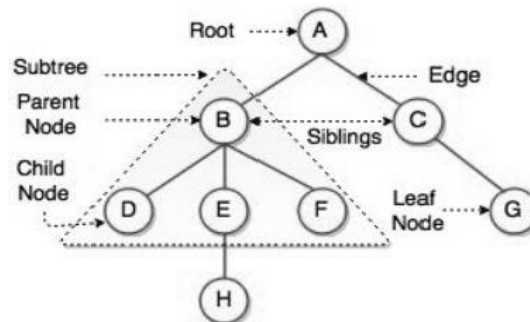 Root
A
Subtree
Edge
Parent
Node
B
Siblings
C
Child
Node
D
E
F
Leaf
Node
G
H